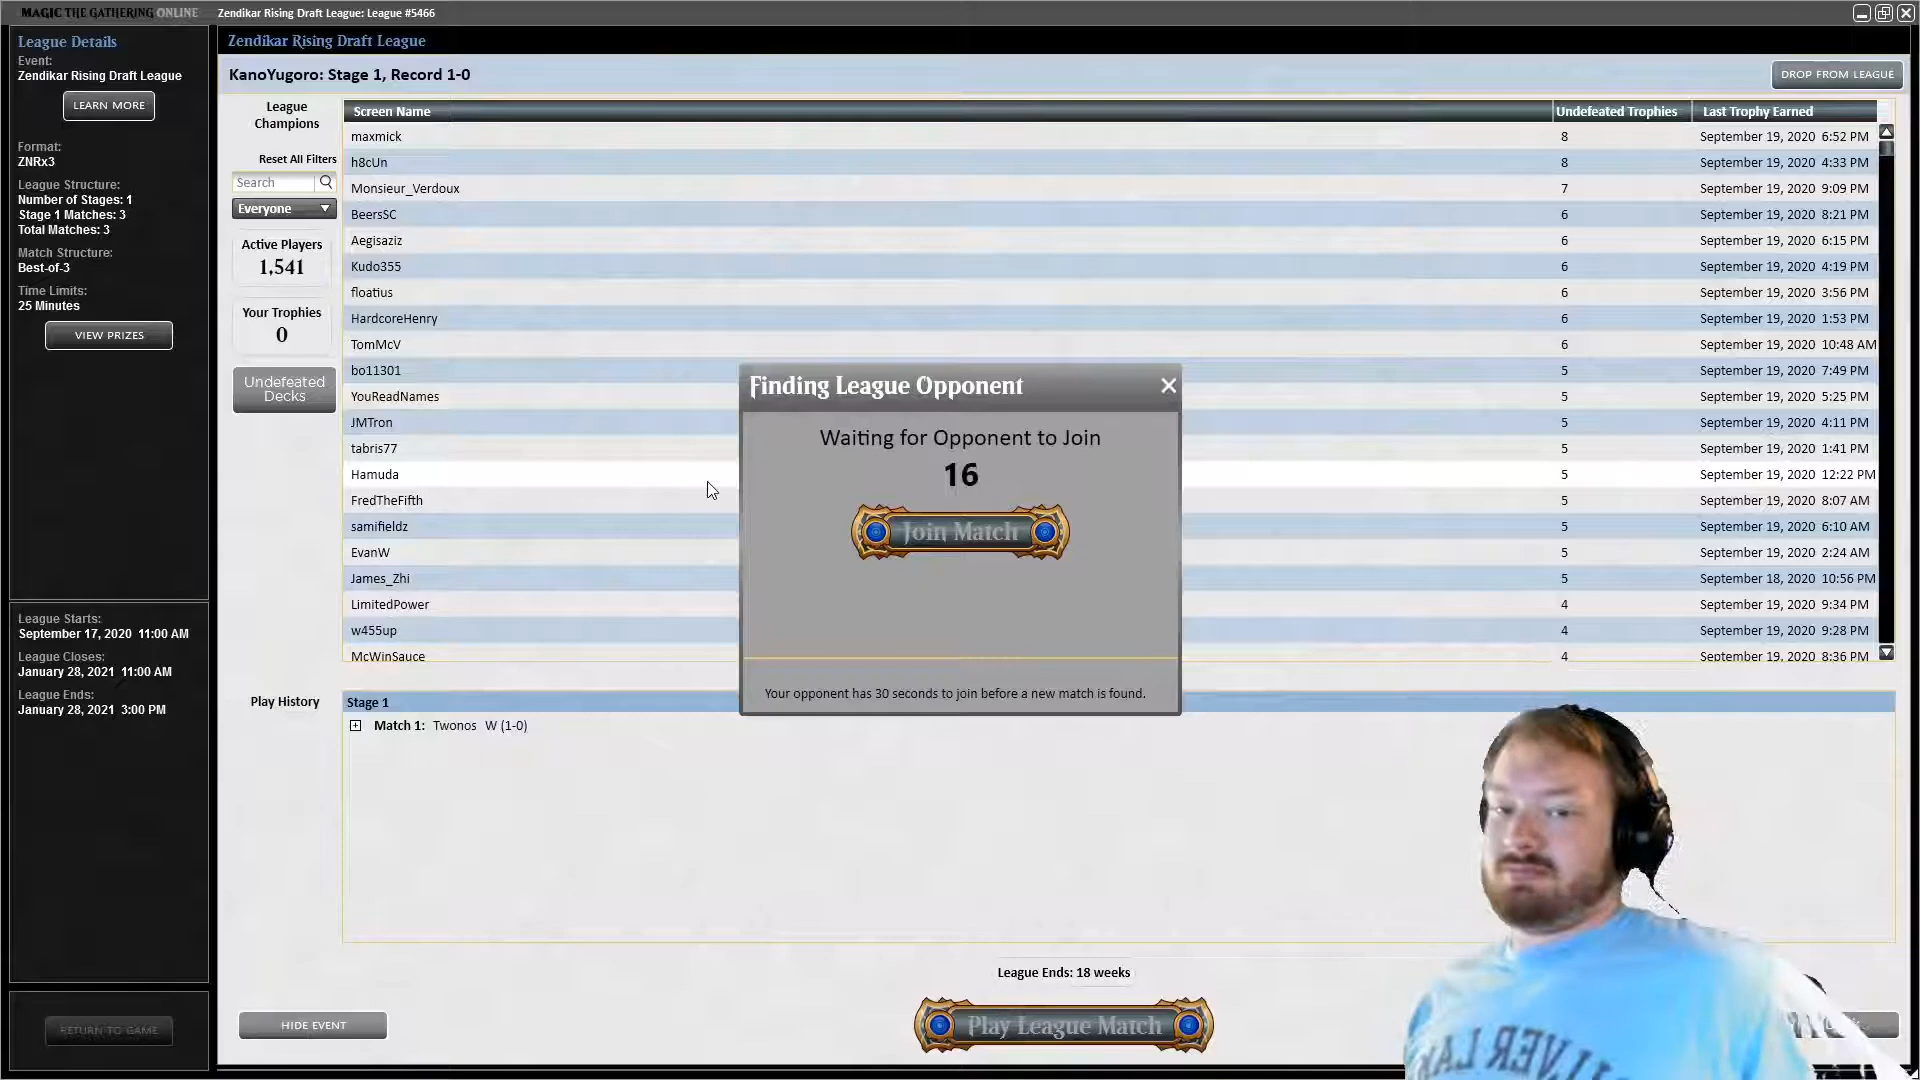 MAGIC THE GATHERING ONLINE
Zendikar Rising Draft League: League #5466
League Details
Event:
Zendikar Rising Draft League
LEARN MORE
Format:
ZNRx3
League Structure:
Number of Stages: 1
Stage 1 Matches: 3
Total Matches: 3
Match Structure:
Best-of-3
Time Limits:
25 Minutes
VIEW PRIZES
League Starts:
September 17, 2020 11:00 AM
League Closes:
January 28, 2021 11:00 AM
League Ends:
January 28, 2021 3:00 PM
RETURN TO GAME
Zendikar Rising Draft League
KanoYugoro: Stage 1, Record 1-0
DROP FROM LEAGUE
League
Champions
Reset All Filters
Search
Everyone
Active Players
1,541
Your Trophies
0
Undefeated
Decks
Screen Name Undefeated Trophies Last Trophy Earned
maxmick 8 September 19, 2020 6:52 PM
h8cUn 8 September 19, 2020 4:33 PM
Monsieur_Verdoux 7 September 19, 2020 9:09 PM
BeersSC 6 September 19, 2020 8:21 PM
Aegisaziz 6 September 19, 2020 6:15 PM
Kudo355 6 September 19, 2020 4:19 PM
floatius 6 September 19, 2020 3:56 PM
HardcoreHenry 6 September 19, 2020 1:53 PM
TomMcV 6 September 19, 2020 10:48 AM
bo11301 5 September 19, 2020 7:49 PM
YouReadNames 5 September 19, 2020 5:25 PM
JMTron 5 September 19, 2020 4:11 PM
tabris77 5 September 19, 2020 1:41 PM
Hamuda 5 September 19, 2020 12:22 PM
FredTheFifth 5 September 19, 2020 8:07 AM
samifieldz 5 September 19, 2020 6:10 AM
EvanW 5 September 19, 2020 2:24 AM
James_Zhi 5 September 18, 2020 10:56 PM
LimitedPower 4 September 19, 2020 9:34 PM
w455up 4 September 19, 2020 9:28 PM
McWinSauce 4 September 19, 2020 8:36 PM
Finding League Opponent
Waiting for Opponent to Join
16
Join Match
Your opponent has 30 seconds to join before a new match is found.
Play History
Stage 1
Match 1: Twonos W (1-0)
League Ends: 18 weeks
HIDE EVENT
Play League Match